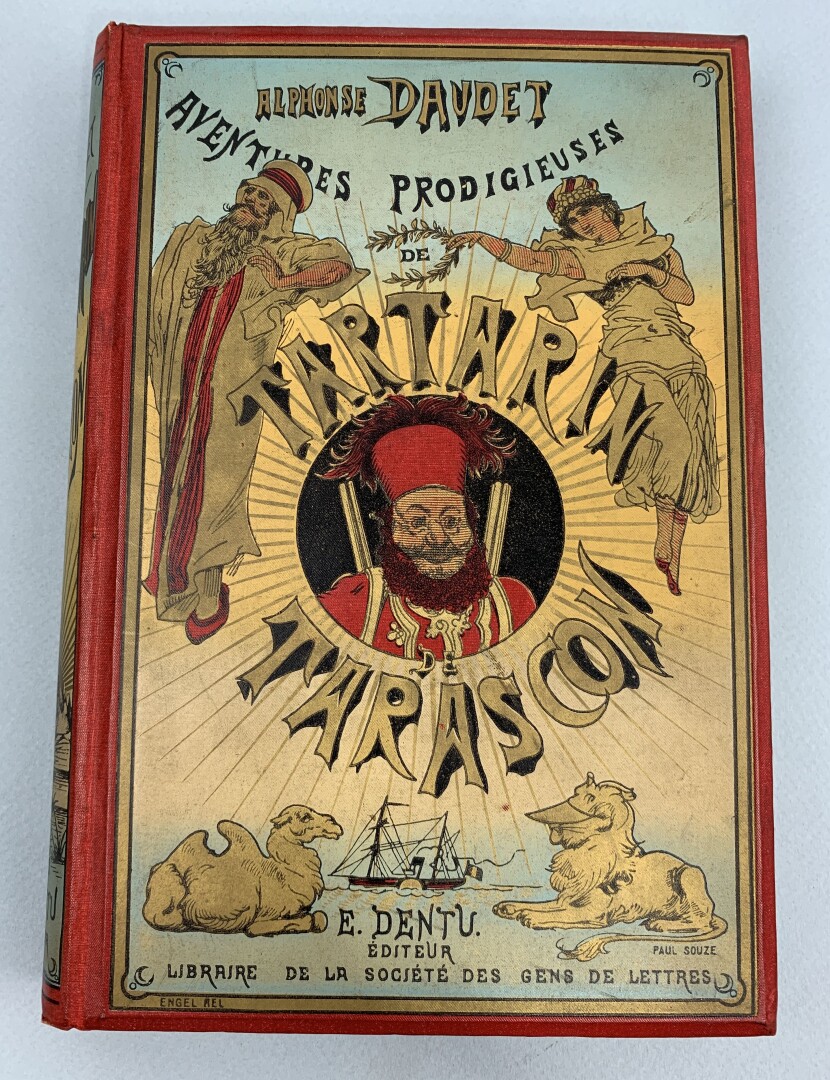 ALPHONSE DAUDET
AVENTURES PRODIGIEUSES
DE
TARTARIN
DE
TARASCON
E. DENTU.
ÉDITEUR
PAUL SOUZE
LIBRAIRE DE LA SOCIÉTÉ DES GENS DE LETTRES
ENGEL REL